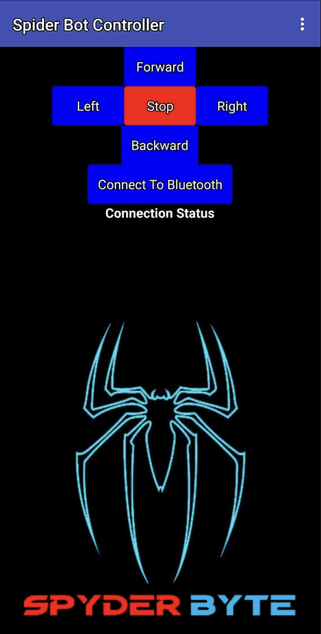 Spider Bot Controller
Forward
Left Stop Right
Backward
Connect To Bluetooth
Connection Status
SPYDER BYTE